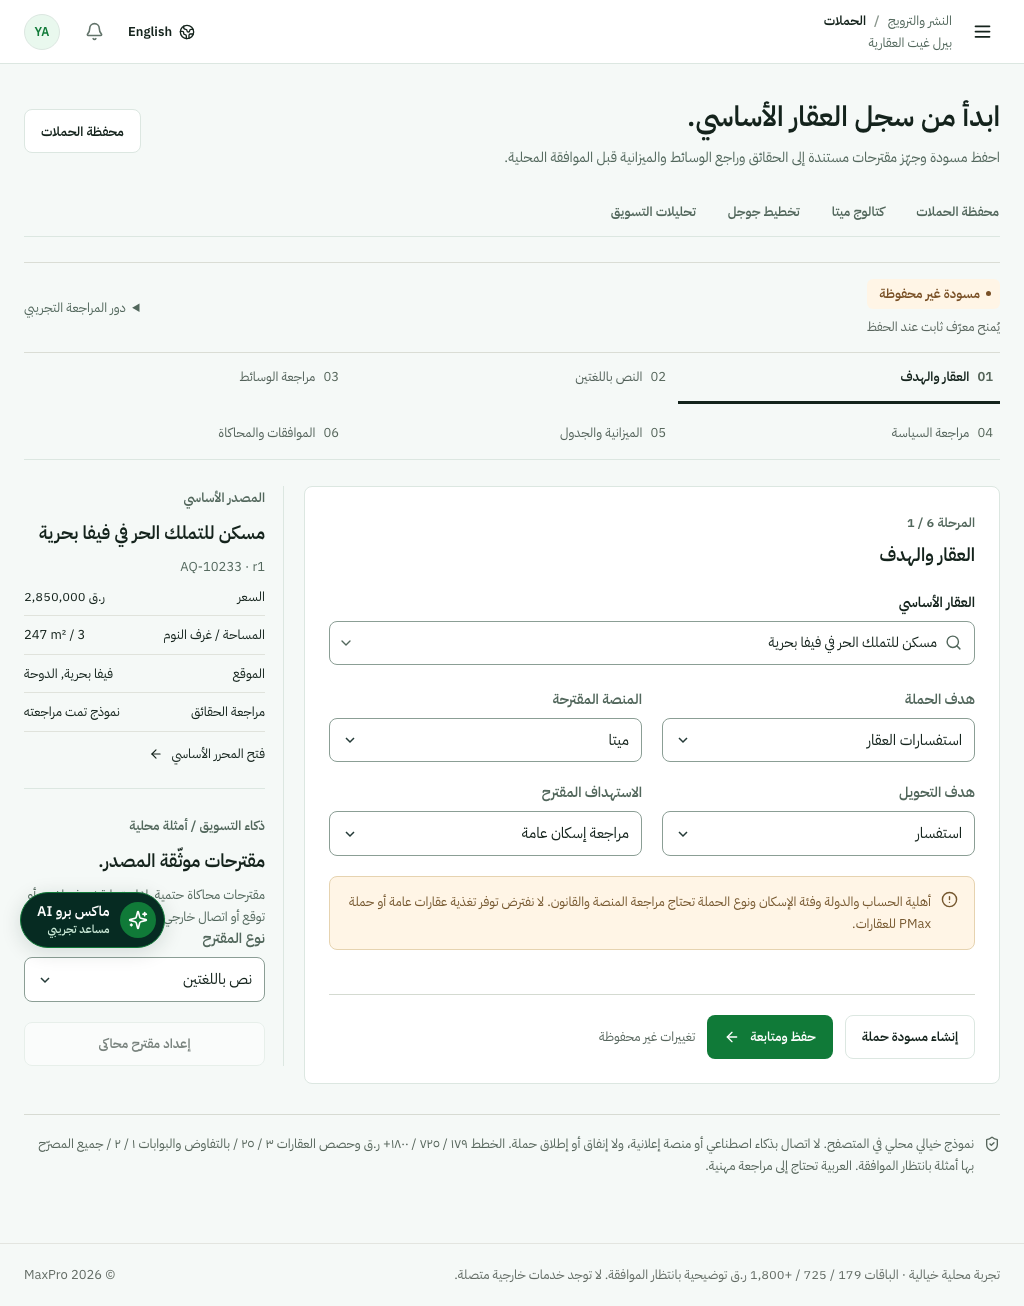 النشر والترويج / الحملات
بيرل غيت العقارية
English
YA
ابدأ من سجل العقار الأساسي.
احفظ مسودة وجهّز مقترحات مستندة إلى الحقائق وراجع الوسائط والميزانية قبل الموافقة المحلية.
محفظة الحملات
محفظة الحملات
كتالوج ميتا
تخطيط جوجل
تحليلات التسويق
مسودة غير محفوظة
يُمنح معرّف ثابت عند الحفظ
دور المراجعة التجريبي
01 العقار والهدف
02 النص باللغتين
03 مراجعة الوسائط
04 مراجعة السياسة
05 الميزانية والجدول
06 الموافقات والمحاكاة
المرحلة 6 / 1
العقار والهدف
العقار الأساسي
مسكن للتملك الحر في فيفا بحرية
هدف الحملة
استفسارات العقار
المنصة المقترحة
ميتا
هدف التحويل
استفسار
الاستهداف المقترح
مراجعة إسكان عامة
أهلية الحساب والدولة وفئة الإسكان ونوع الحملة تحتاج مراجعة المنصة والقانون. لا نفترض توفر تغذية عقارات عامة أو حملة
PMax للعقارات.
إنشاء مسودة حملة
حفظ ومتابعة
تغييرات غير محفوظة
المصدر الأساسي
مسكن للتملك الحر في فيفا بحرية
AQ-10233 · r1
السعر
ر.ق 2,850,000
المساحة / غرف النوم
247 m² / 3
الموقع
فيفا بحرية, الدوحة
مراجعة الحقائق
نموذج تمت مراجعته
فتح المحرر الأساسي
ذكاء التسويق / أمثلة محلية
مقترحات موثّقة المصدر.
مقترحات محاكاة حتمية
توقع أو اتصال خارجي
ماكس برو AI
مساعد تجريبي
نوع المقترح
نص باللغتين
إعداد مقترح محاكى
نموذج خيالي محلي في المتصفح. لا اتصال بذكاء اصطناعي أو منصة إعلانية، ولا إنفاق أو إطلاق حملة. الخطط ١٧٩ / ٧٢٥ / ١٨٠٠+ ر.ق وحصص العقارات ٣ / ٢٥ / بالتفاوض والبوابات ١ / ٢ / جميع المصرّح
بها أمثلة بانتظار الموافقة. العربية تحتاج إلى مراجعة مهنية.
تجربة محلية خيالية · الباقات 179 / 725 / +1,800 ر.ق توضيحية بانتظار الموافقة. لا توجد خدمات خارجية متصلة.
© 2026 MaxPro